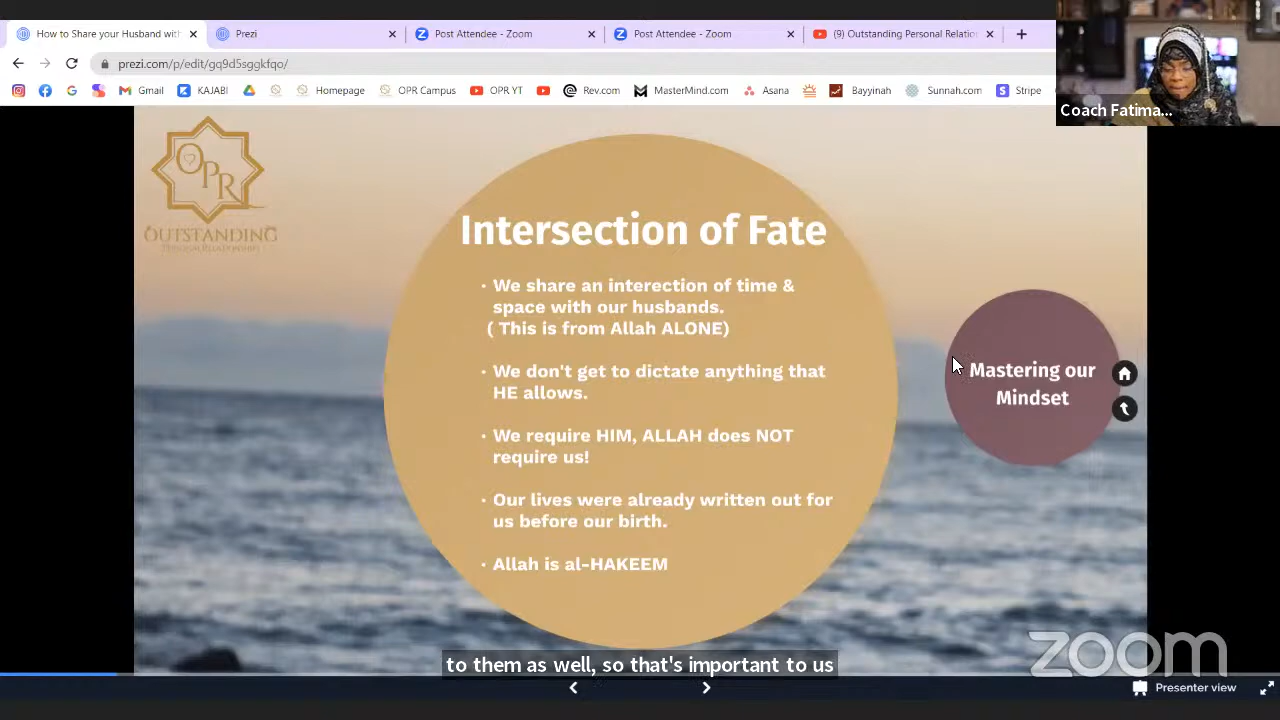 How to Share your Husband with
Prezi
Post Attendee - Zoom
Post Attendee - Zoom
(9) Outstanding Personal Relatio
prezi.com/p/edit/gq9d5sggkfqo/
Gmail
KAJABI
Homepage
OPR Campus
OPR YT
Rev.com
MasterMind.com
Asana
Bayyinah
Sunnah.com
Stripe
Coach Fatima...
OPR
OUTSTANDING
Intersection of Fate
· We share an interection of time &
space with our husbands.
( This is from Allah ALONE)
· We don't get to dictate anything that
HE allows.
· We require HIM, ALLAH does NOT
require us!
· Our lives were already written out for
us before our birth.
· Allah is al-HAKEEM
Mastering our
Mindset
to them as well, so that's important to us
zoom
Presenter view